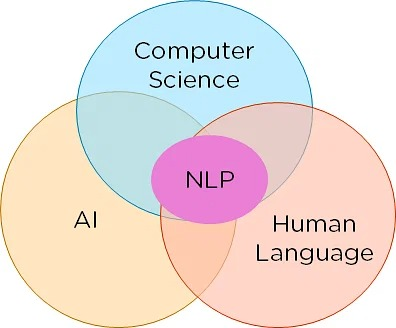 Computer
Science
NLP
AI
Human
Language